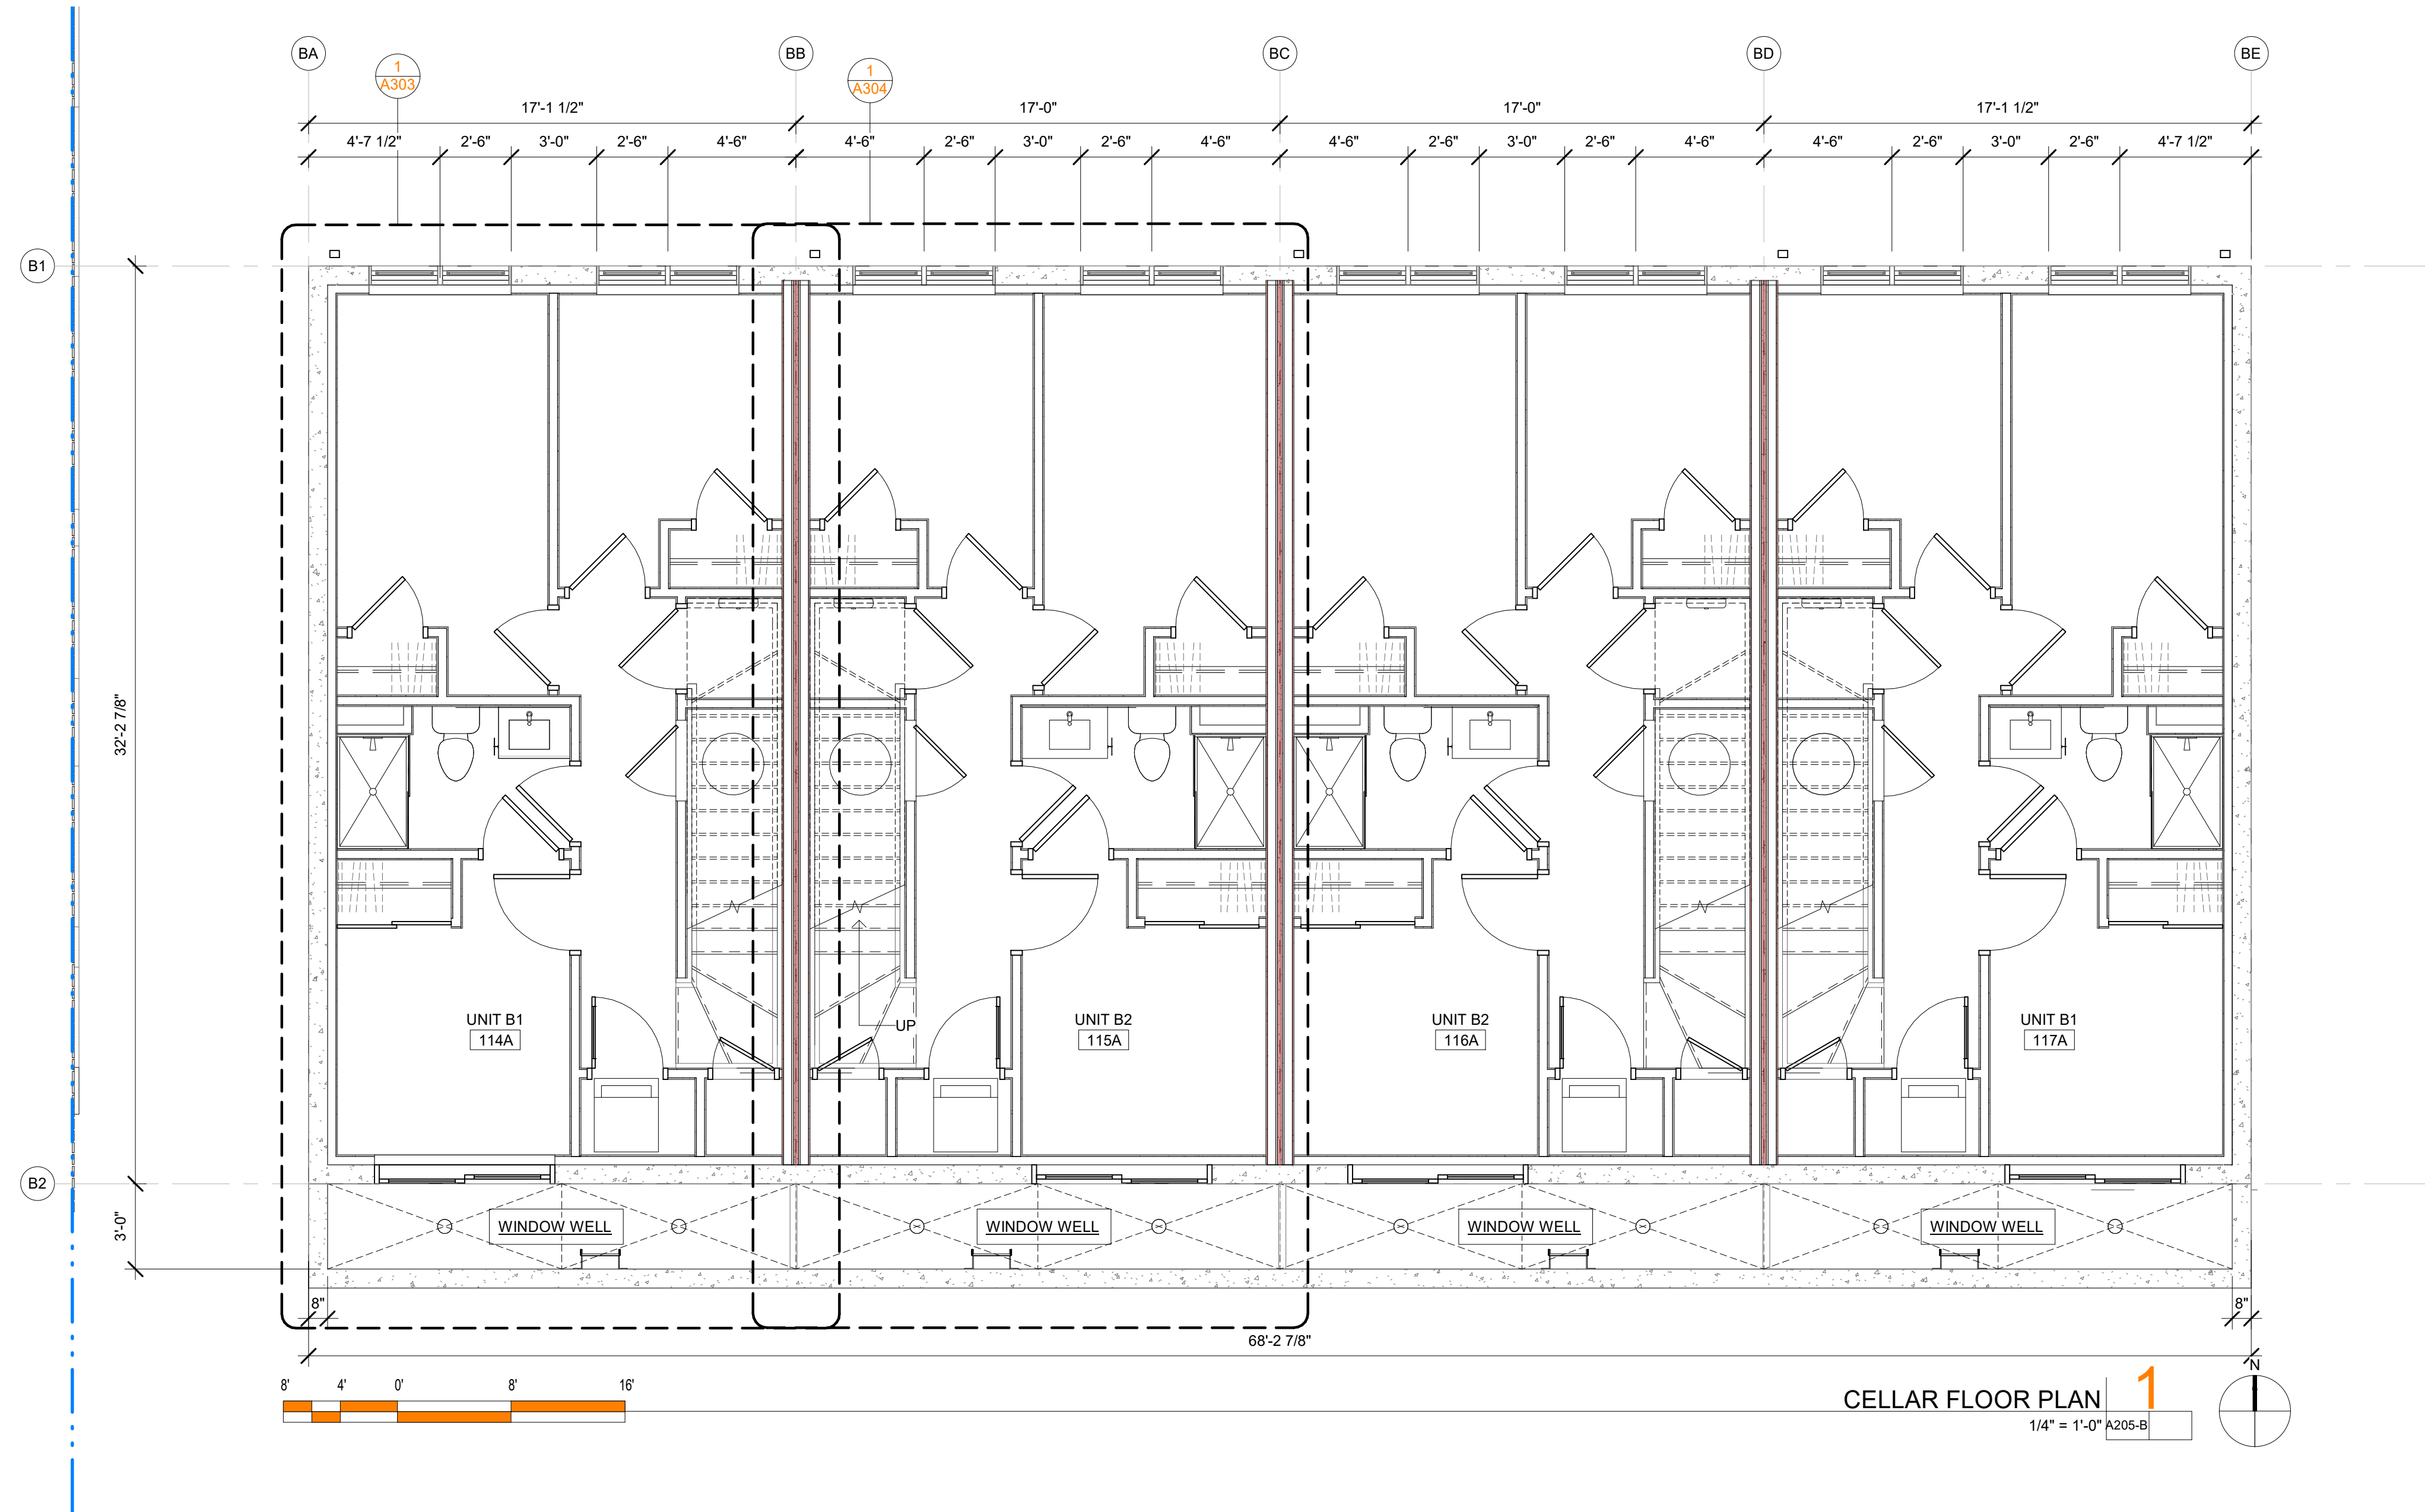 BA BB BC BD BE
1 1
A303 A304
17'-1 1/2" 17'-0" 17'-0" 17'-1 1/2"
4'-7 1/2" 2'-6" 3'-0" 2'-6" 4'-6" 4'-6" 2'-6" 3'-0" 2'-6" 4'-6" 4'-6" 2'-6" 3'-0" 2'-6" 4'-6" 4'-6" 2'-6" 3'-0" 2'-6" 4'-7 1/2"
B1
32'-2 7/8"
UNIT B1 UNIT B2 UNIT B2 UNIT B1
UP
114A 115A 116A 117A
B2
3'-0"
WINDOW WELL WINDOW WELL WINDOW WELL WINDOW WELL
8" 8"
68'-2 7/8"
N
8' 4' 0' 8' 16'
CELLAR FLOOR PLAN 1
1/4" = 1'-0" A205-B